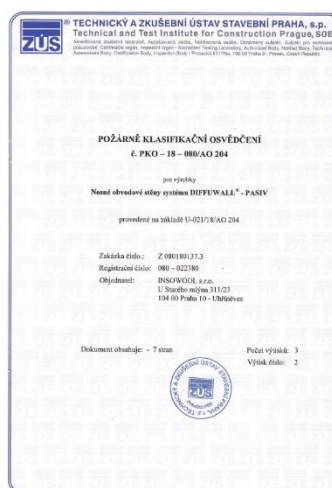 TECHNICKÝ A ZKUŠEBNÍ ÚSTAV STAVEBNÍ PRAHA, s.p.
Technical and Test Institute for Construction Prague, SOE
ZÚS
POŽÁRNĚ KLASIFIKAČNÍ OSVĚDČENÍ
č. PKO – 18 – 080/AO 204
pro výrobky
Nosné obvodové stěny systému DIFFUWALL® - PASIV
provedené na základě U-021/18/AO 204
Zakázka číslo.: Z 080180137.3
Registrační číslo: 080 – 022380
Objednatel: INSOWOOL s.r.o.
U Starého mlýna 311/23
104 00 Praha 10 - Uhříněves
Dokument obsahuje: - 7 stran
Počet výtisků: 3
Výtisk číslo: 2
ZÚS